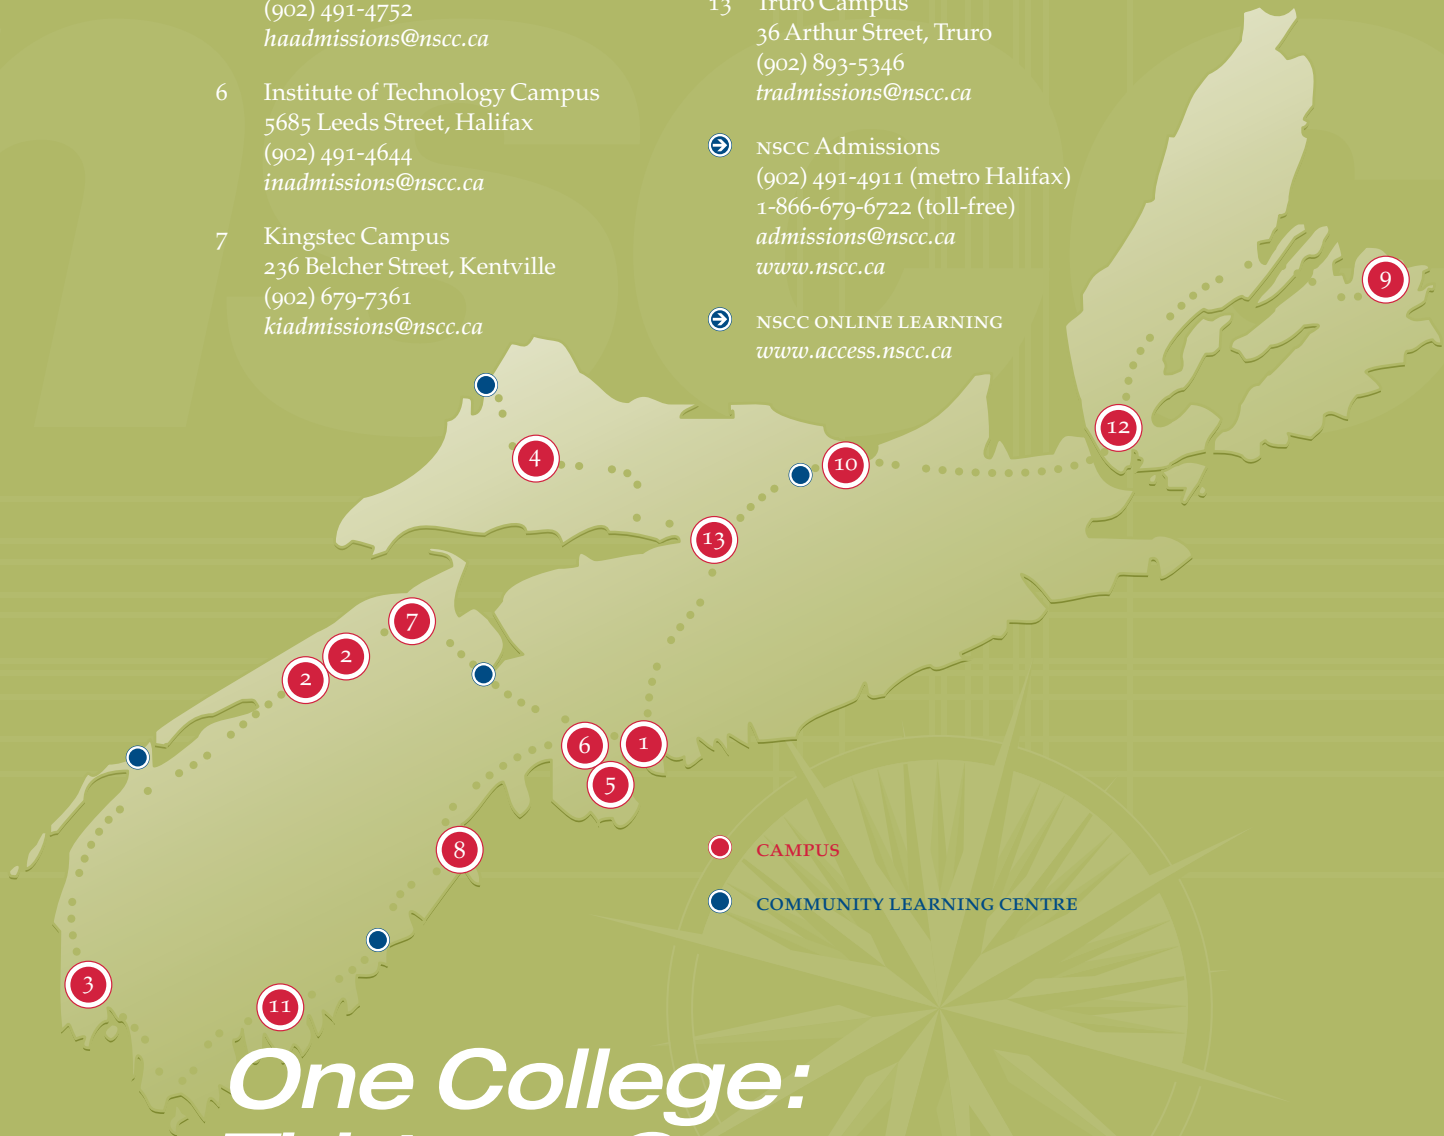 (902) 491-4752
haadmissions@nscc.ca
6 Institute of Technology Campus
5685 Leeds Street, Halifax
(902) 491-4644
inadmissions@nscc.ca
7 Kingstec Campus
236 Belcher Street, Kentville
(902) 679-7361
kiadmissions@nscc.ca
13 Truro Campus
36 Arthur Street, Truro
(902) 893-5346
tradmissions@nscc.ca
NSCC Admissions
(902) 491-4911 (metro Halifax)
1-866-679-6722 (toll-free)
admissions@nscc.ca
www.nscc.ca
NSCC ONLINE LEARNING
www.access.nscc.ca
9
12
4
10
13
7
2
2
6
1
5
8
3
11
CAMPUS
COMMUNITY LEARNING CENTRE
One College: